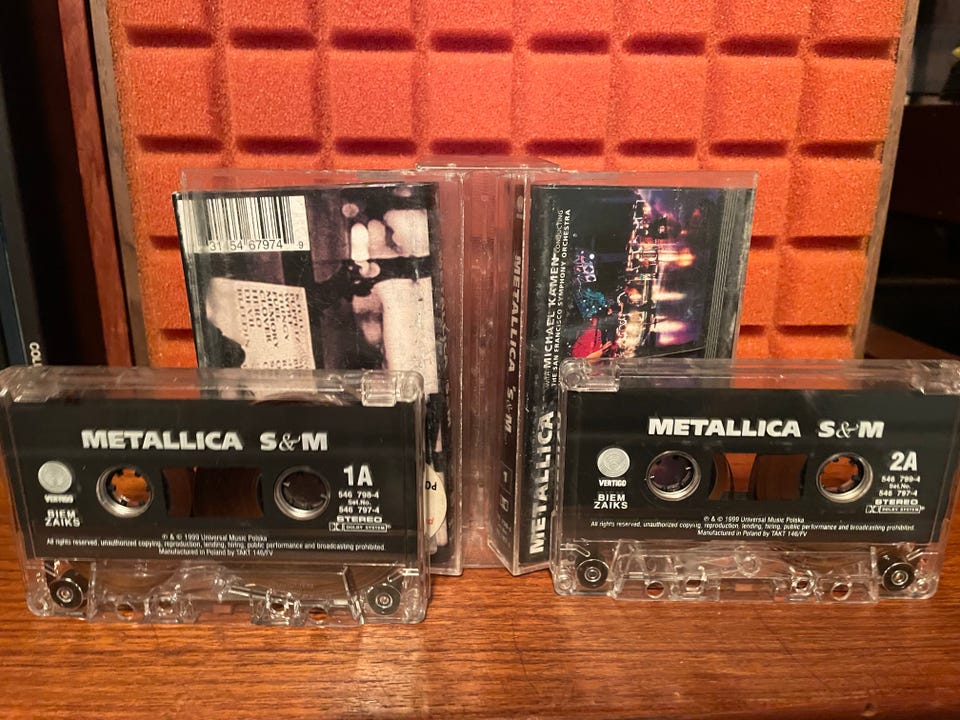 31454 67974 9
METALLICA S&M
METALLICA with MICHAEL KAMEN CONDUCTING
THE SAN FRANCISCO SYMPHONY ORCHESTRA
COL
METALLICA S&M
1A
546 798-4
Set.No.
546 797-4
STEREO
DOLBY SYSTEM
VERTIGO
BIEM
ZAIKS
℗ & © 1999 Universal Music Polska
All rights reserved, unauthorized copying, reproduction, lending, hiring, public performance and broadcasting prohibited.
Manufactured in Poland by TAKT 146/FV
METALLICA S&M
2A
546 799-4
Set.No.
546 797-4
STEREO
DOLBY SYSTEM
VERTIGO
BIEM
ZAIKS
℗ & © 1999 Universal Music Polska
All rights reserved, unauthorized copying, reproduction, lending, hiring, public performance and broadcasting prohibited.
Manufactured in Poland by TAKT 146/FV